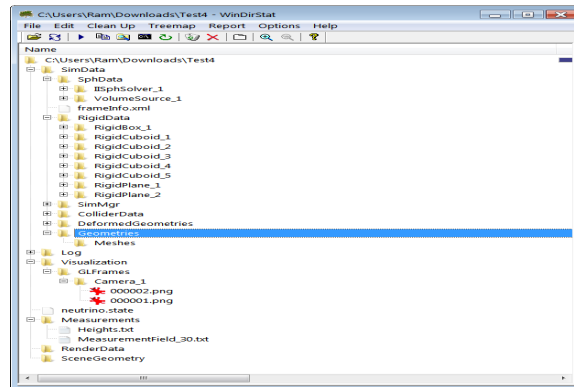 C:\Users\Ram\Downloads\Test4 - WinDirStat
File Edit Clean Up Treemap Report Options Help
Name
C:\Users\Ram\Downloads\Test4
SimData
SphData
IISphSolver_1
VolumeSource_1
frameInfo.xml
RigidData
RigidBox_1
RigidCuboid_1
RigidCuboid_2
RigidCuboid_3
RigidCuboid_4
RigidCuboid_5
RigidPlane_1
RigidPlane_2
SimMgr
ColliderData
DeformedGeometries
Geometries
Meshes
Log
Visualization
GLFrames
Camera_1
000002.png
000001.png
neutrino.state
Measurements
Heights.txt
MeasurementField_30.txt
RenderData
SceneGeometry